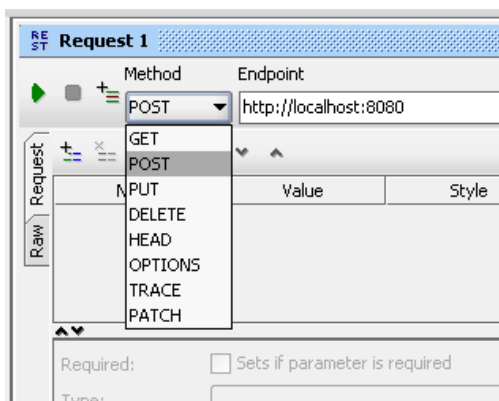 RE
ST Request 1
Method Endpoint
POST http://localhost:8080
GET
POST
PUT
DELETE
HEAD
OPTIONS
TRACE
PATCH
Request
Raw
N Value Style
Required: Sets if parameter is required
Type: